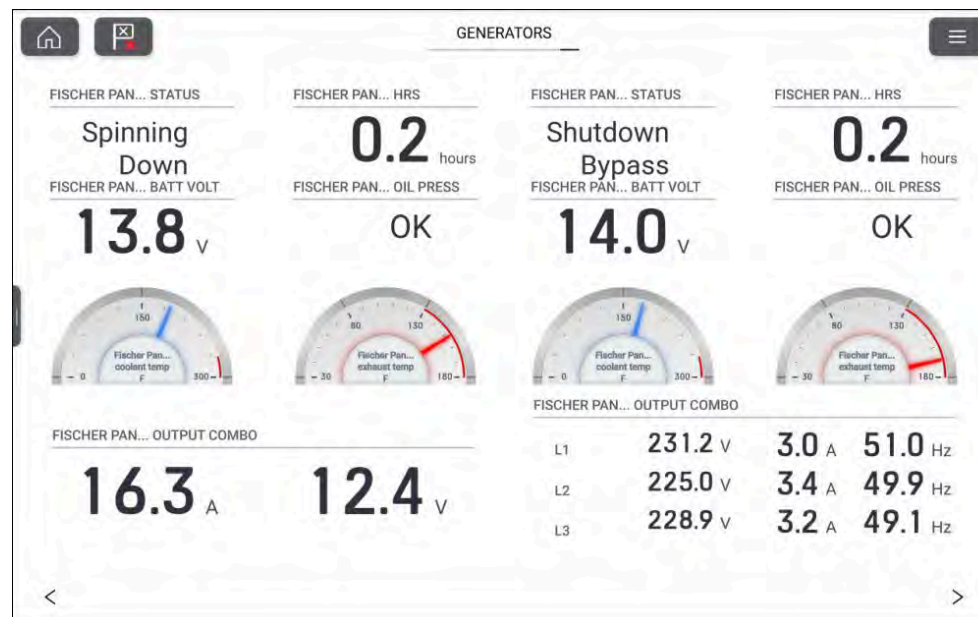 GENERATORS
FISCHER PAN... STATUS
FISCHER PAN... HRS
FISCHER PAN... STATUS
FISCHER PAN... HRS
Spinning
Down
0.2 hours
Shutdown
Bypass
0.2 hours
FISCHER PAN... BATT VOLT
FISCHER PAN... OIL PRESS
FISCHER PAN... BATT VOLT
FISCHER PAN... OIL PRESS
13.8 V
OK
14.0 V
OK
0 150 300
Fischer Pan...
coolant temp
F
30 80 130 180
Fischer Pan...
exhaust temp
F
0 150 300
Fischer Pan...
coolant temp
F
30 80 130 180
Fischer Pan...
exhaust temp
F
FISCHER PAN... OUTPUT COMBO
16.3 A 12.4 V
FISCHER PAN... OUTPUT COMBO
L1 231.2 V 3.0 A 51.0 Hz
L2 225.0 V 3.4 A 49.9 Hz
L3 228.9 V 3.2 A 49.1 Hz